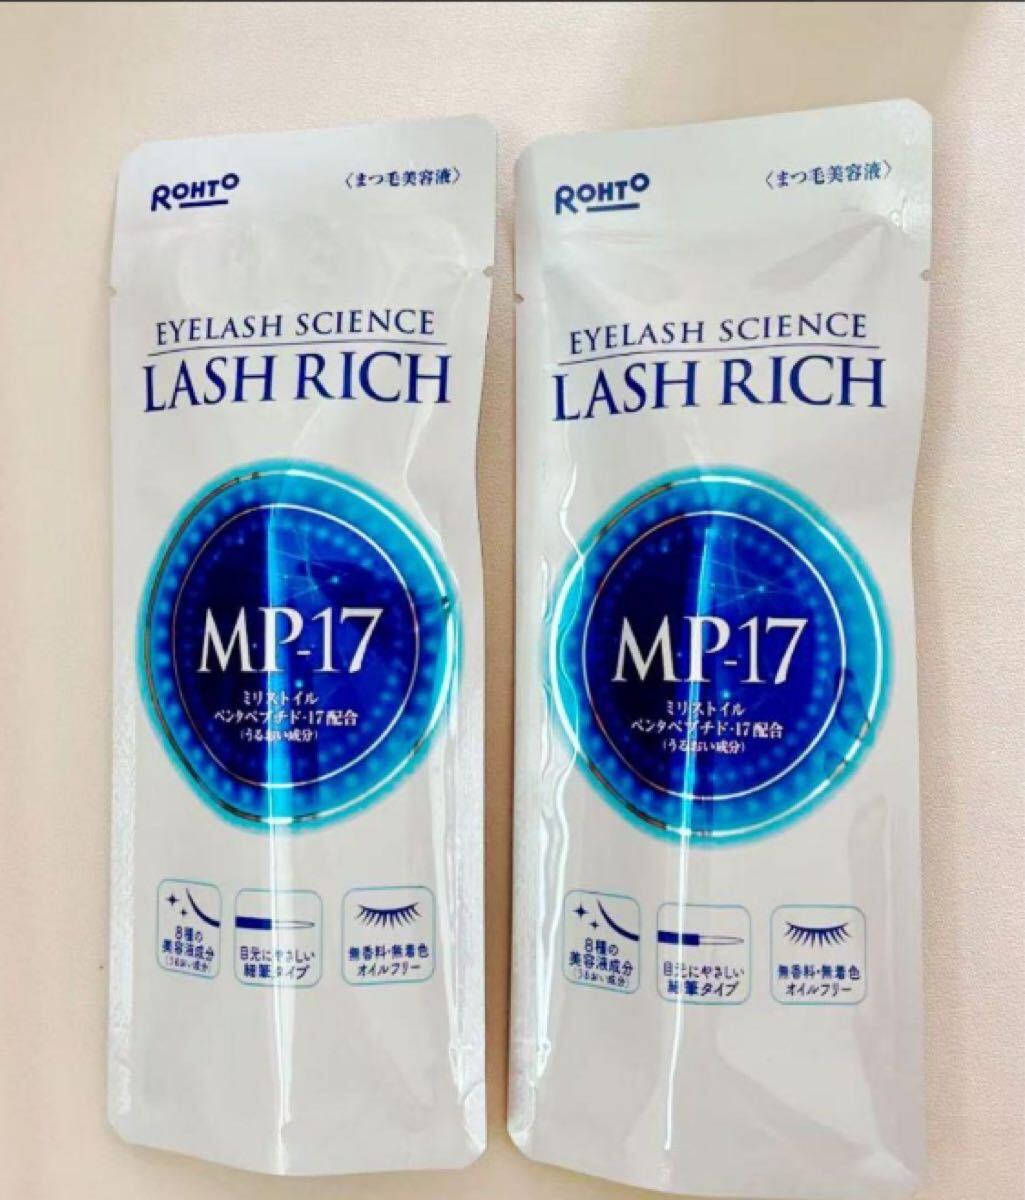 ROHTO
〈まつ毛美容液〉
EYELASH SCIENCE
LASH RICH
MP-17
ミリストイル
ペンタペプチド-17配合
(うるおい成分)
8種の
美容液成分
(うるおい成分)
目元にやさしい
細筆タイプ
無香料・無着色
オイルフリー
ROHTO
〈まつ毛美容液〉
EYELASH SCIENCE
LASH RICH
MP-17
ミリストイル
ペンタペプチド-17配合
(うるおい成分)
8種の
美容液成分
(うるおい成分)
目元にやさしい
細筆タイプ
無香料・無着色
オイルフリー